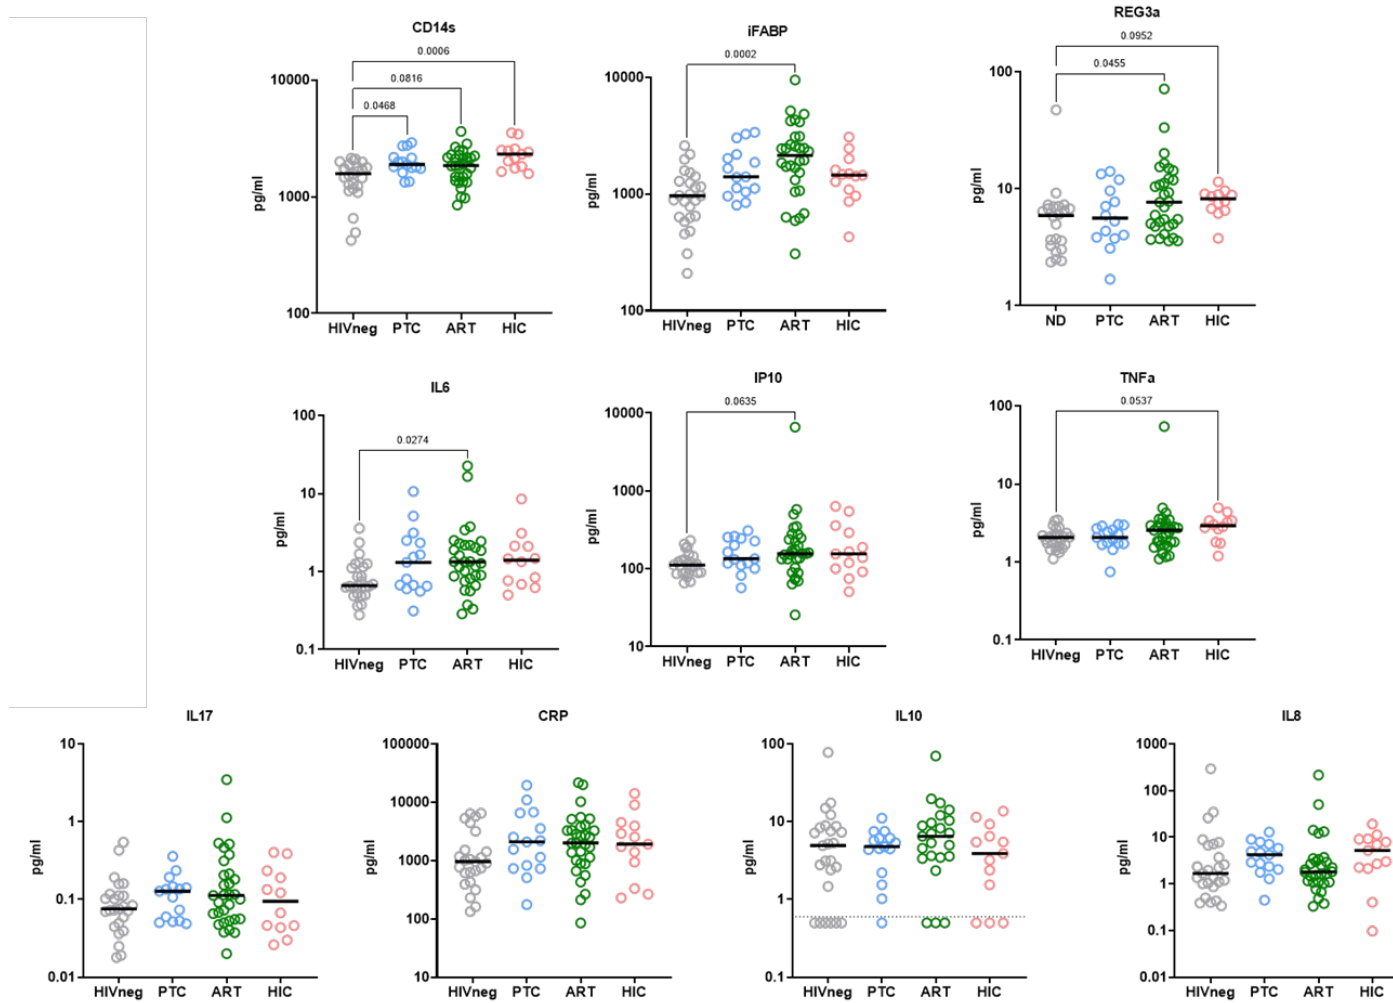 CD14s
0.0006
0.0816
0.0468
10000
1000
100
pg/ml
HIVneg PTC ART HIC
iFABP
0.0002
10000
1000
100
pg/ml
HIVneg PTC ART HIC
REG3a
0.0952
0.0455
100
10
1
pg/ml
ND PTC ART HIC
IL6
0.0274
100
10
1
0.1
pg/ml
HIVneg PTC ART HIC
IP10
0.0635
10000
1000
100
10
pg/ml
HIVneg PTC ART HIC
TNFa
0.0537
100
10
1
0.1
pg/ml
HIVneg PTC ART HIC
IL17
10
1
0.1
0.01
pg/ml
HIVneg PTC ART HIC
CRP
100000
10000
1000
100
10
pg/ml
HIVneg PTC ART HIC
IL10
100
10
1
0.1
pg/ml
HIVneg PTC ART HIC
IL8
1000
100
10
1
0.1
0.01
pg/ml
HIVneg PTC ART HIC